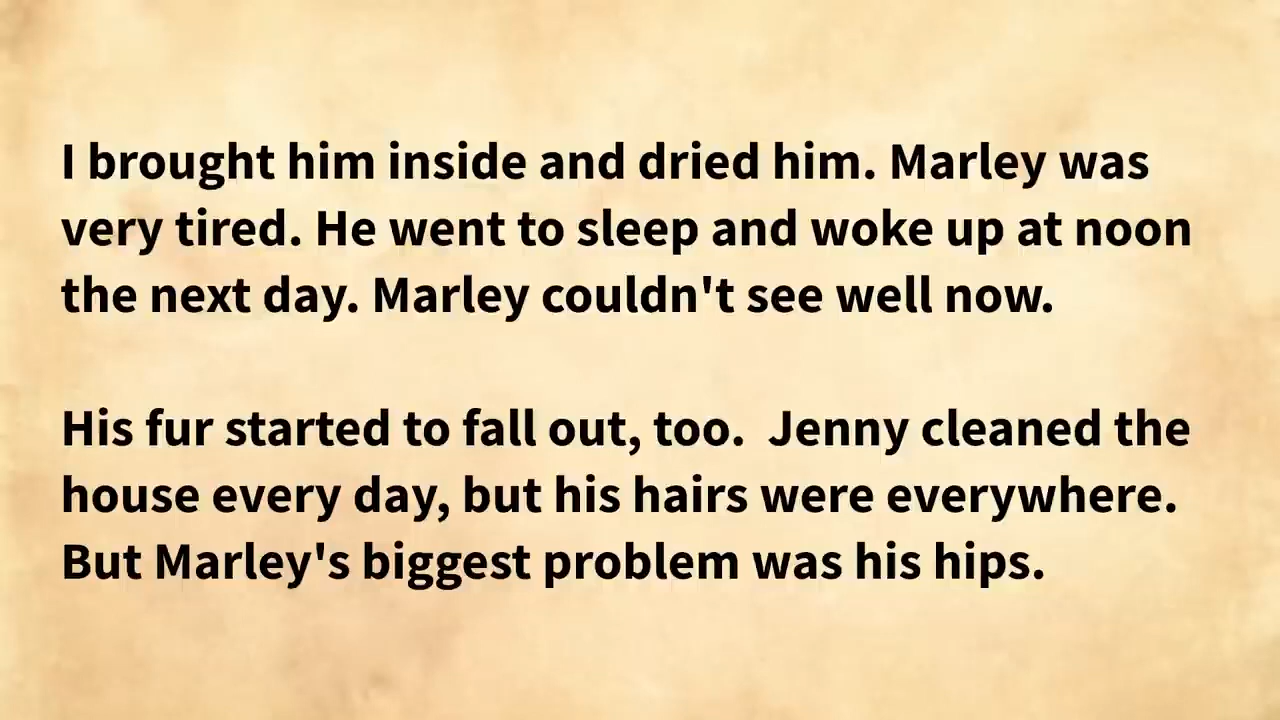 I brought him inside and dried him. Marley was
very tired. He went to sleep and woke up at noon
the next day. Marley couldn't see well now.
His fur started to fall out, too.  Jenny cleaned the
house every day, but his hairs were everywhere.
But Marley's biggest problem was his hips.